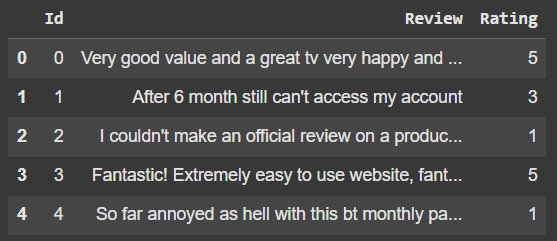 Id Review Rating
0 0 Very good value and a great tv very happy and ... 5
1 1 After 6 month still can't access my account 3
2 2 I couldn't make an official review on a produc... 1
3 3 Fantastic! Extremely easy to use website, fant... 5
4 4 So far annoyed as hell with this bt monthly pa... 1